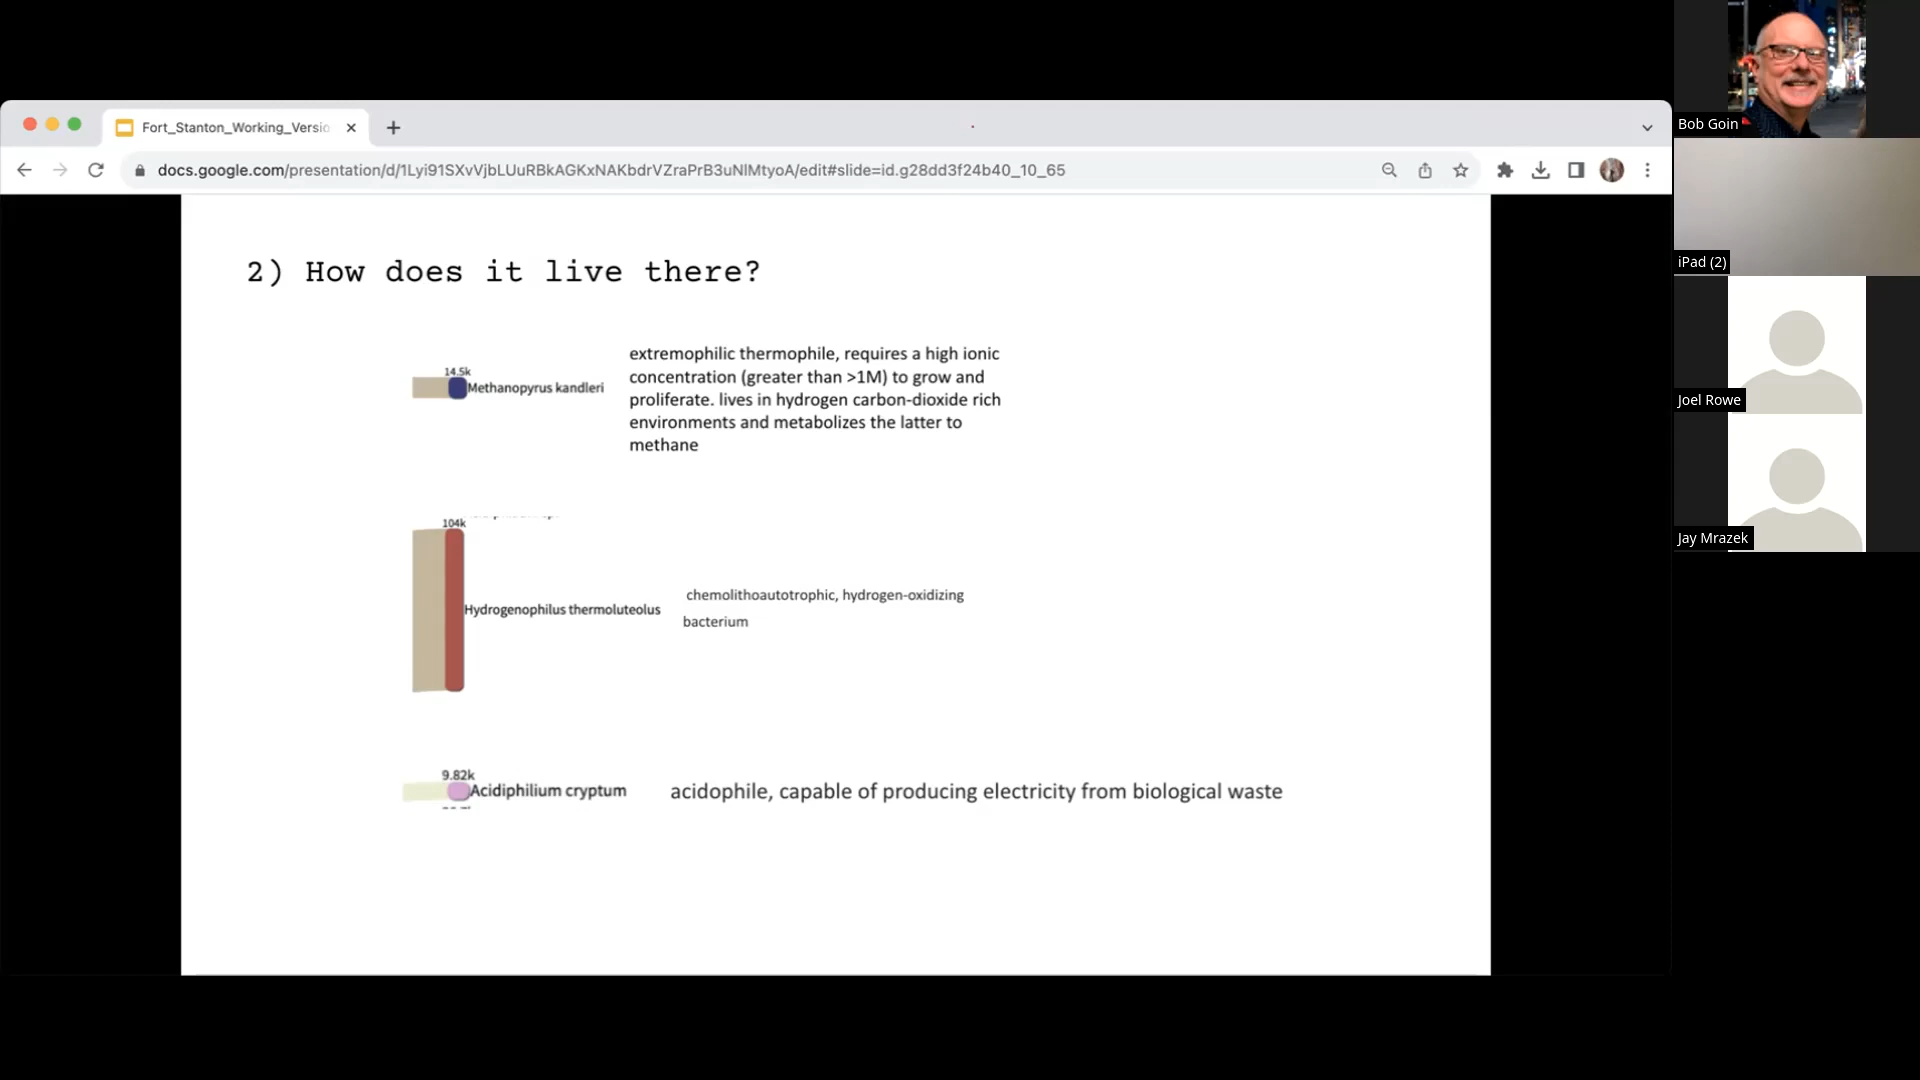 Fort_Stanton_Working_Versio
docs.google.com/presentation/d/1Lyi91SXvVjbLUuRBkAGKxNAKbdrVZraPrB3uNlMtyoA/edit#slide=id.g28dd3f24b40_10_65
2) How does it live there?
14.5k
Methanopyrus kandleri
extremophilic thermophile, requires a high ionic
concentration (greater than >1M) to grow and
proliferate. lives in hydrogen carbon-dioxide rich
environments and metabolizes the latter to
methane
104k
Hydrogenophilus thermoluteolus
chemolithoautotrophic, hydrogen-oxidizing
bacterium
9.82k
Acidiphilium cryptum
acidophile, capable of producing electricity from biological waste
Bob Goin
iPad (2)
Joel Rowe
Jay Mrazek